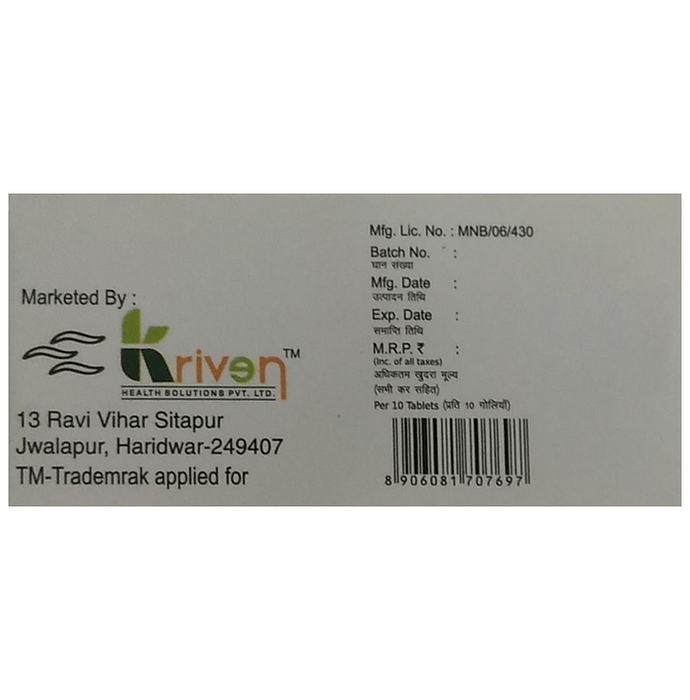 Marketed By :
kriven™
HEALTH SOLUTIONS PVT. LTD.
13 Ravi Vihar Sitapur
Jwalapur, Haridwar-249407
TM-Trademrak applied for
Mfg. Lic. No. : MNB/06/430
Batch No. :
घान संख्या
Mfg. Date :
उत्पादन तिथि
Exp. Date :
समाप्ति तिथि
M.R.P. ₹ :
(Inc. of all taxes)
अधिकतम खुदरा मूल्य
(सभी कर सहित)
Per 10 Tablets (प्रति 10 गोलियाँ)
8 906081 707697